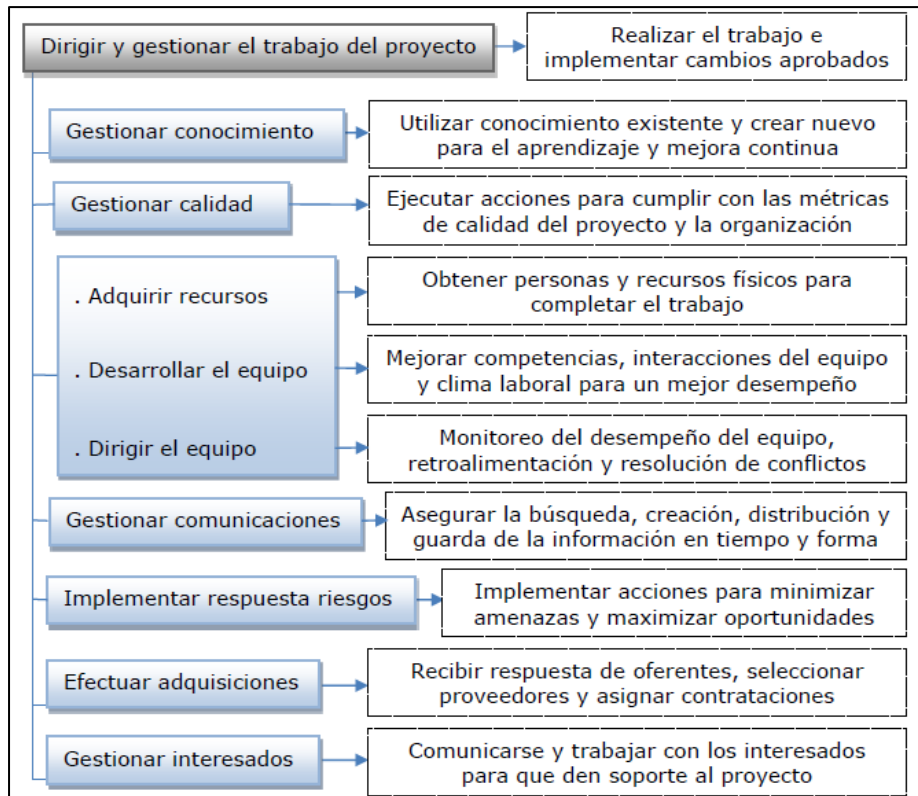 Dirigir y gestionar el trabajo del proyecto
Realizar el trabajo e
implementar cambios aprobados
Gestionar conocimiento
Utilizar conocimiento existente y crear nuevo
para el aprendizaje y mejora continua
Gestionar calidad
Ejecutar acciones para cumplir con las métricas
de calidad del proyecto y la organización
. Adquirir recursos
Obtener personas y recursos físicos para
completar el trabajo
. Desarrollar el equipo
Mejorar competencias, interacciones del equipo
y clima laboral para un mejor desempeño
. Dirigir el equipo
Monitoreo del desempeño del equipo,
retroalimentación y resolución de conflictos
Gestionar comunicaciones
Asegurar la búsqueda, creación, distribución y
guarda de la información en tiempo y forma
Implementar respuesta riesgos
Implementar acciones para minimizar
amenazas y maximizar oportunidades
Efectuar adquisiciones
Recibir respuesta de oferentes, seleccionar
proveedores y asignar contrataciones
Gestionar interesados
Comunicarse y trabajar con los interesados
para que den soporte al proyecto